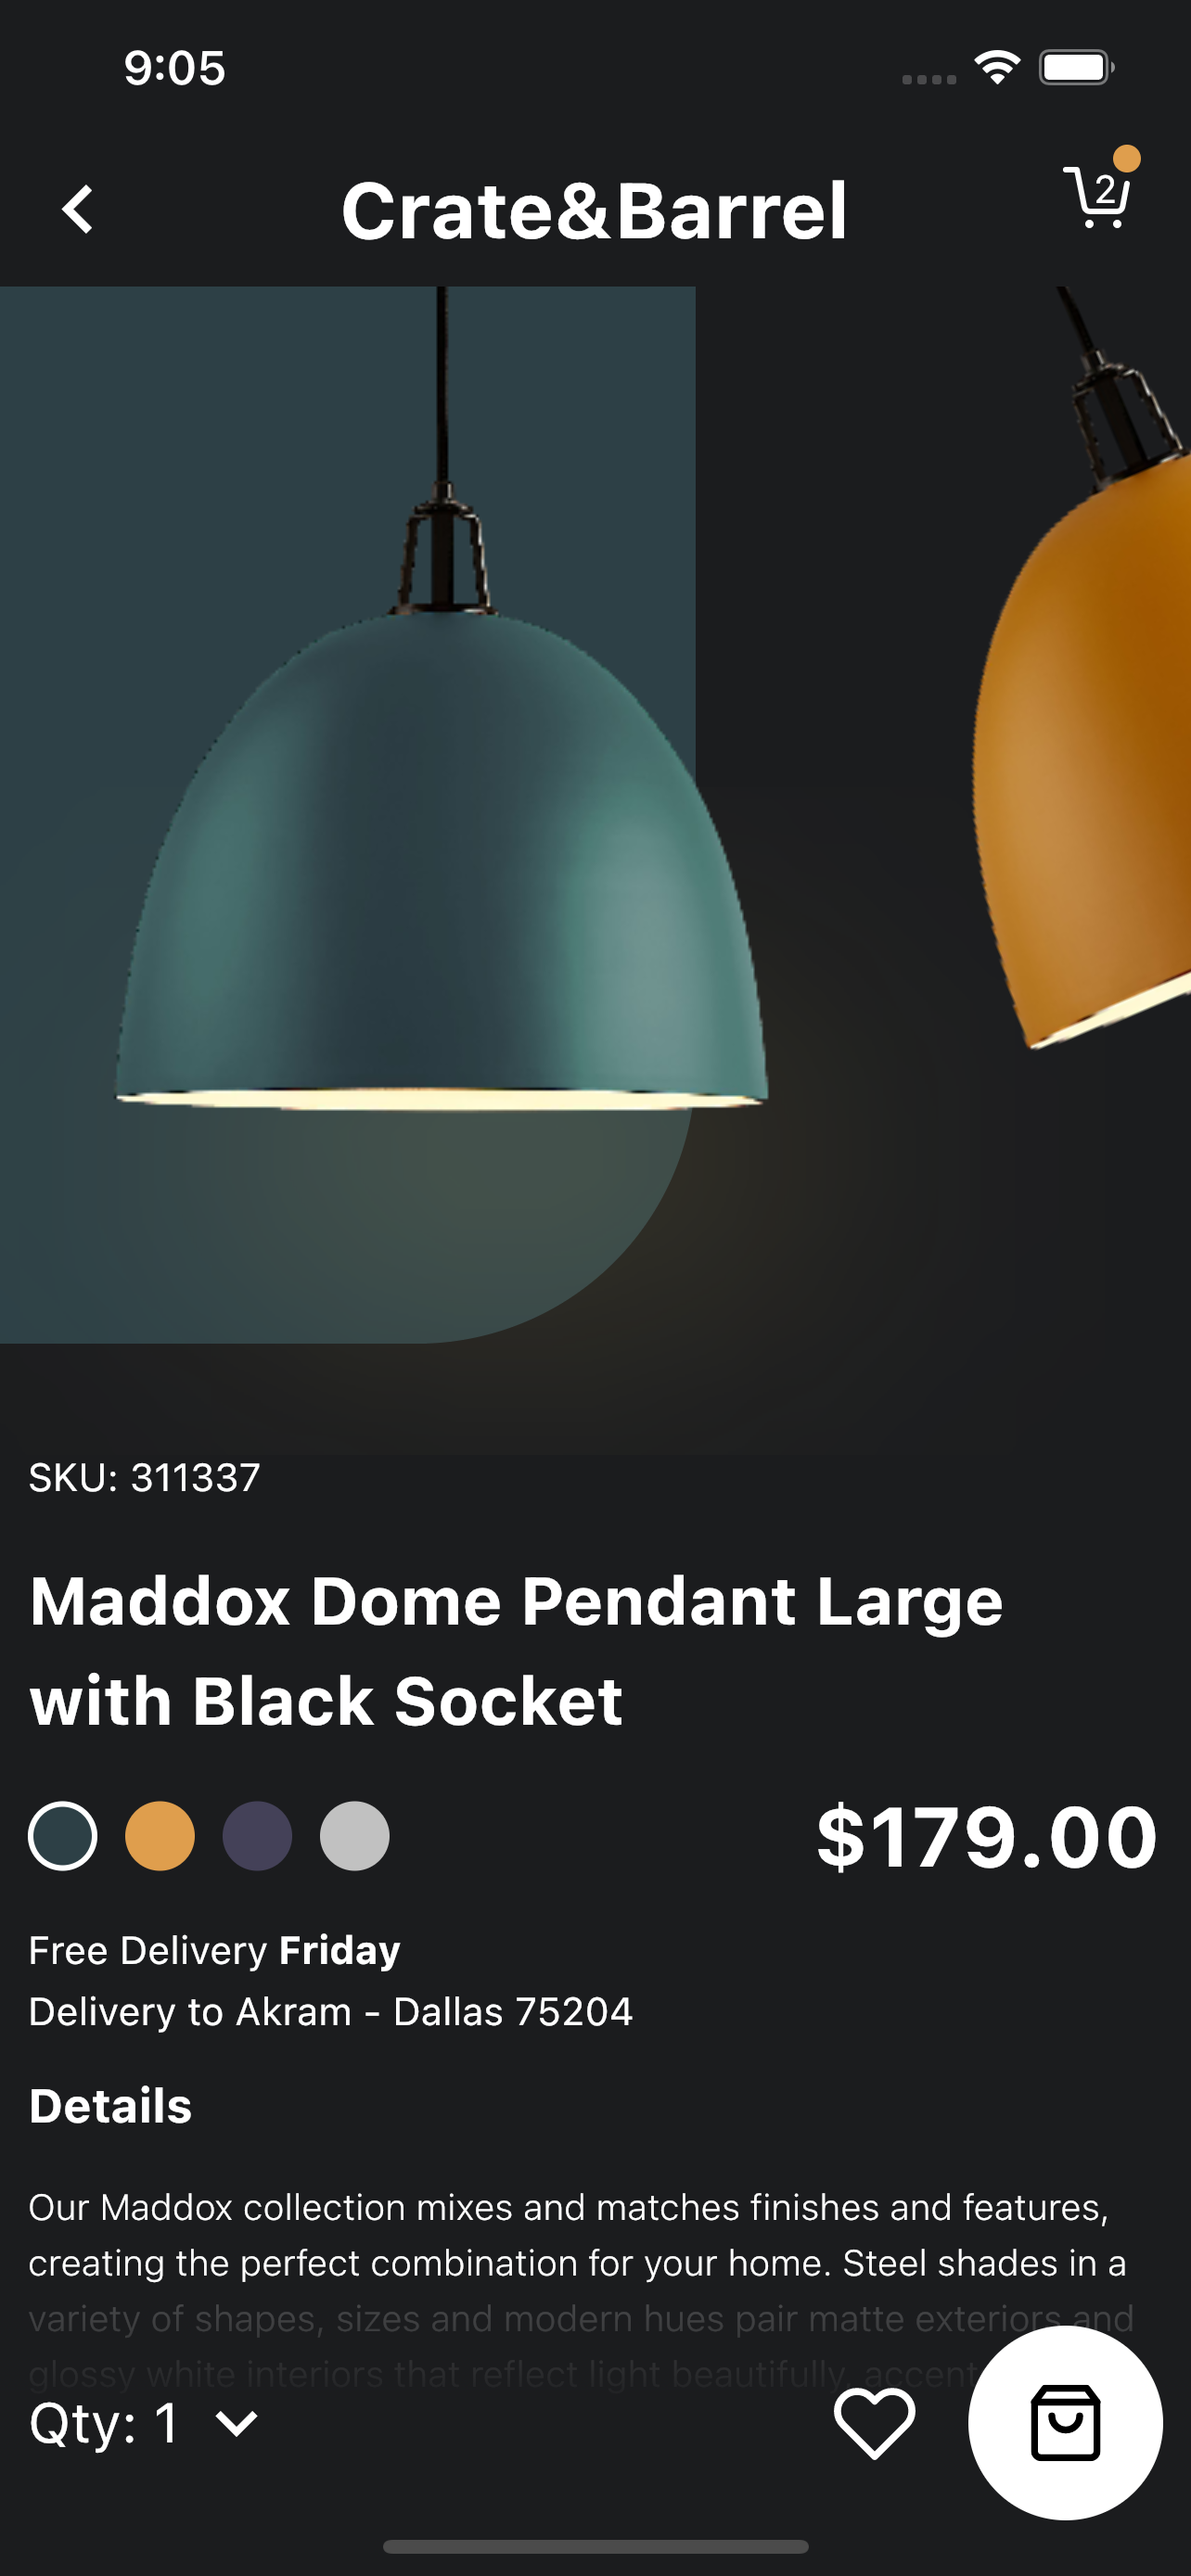 9:05
Crate&Barrel
2
SKU: 311337
Maddox Dome Pendant Large
with Black Socket
$179.00
Free Delivery Friday
Delivery to Akram - Dallas 75204
Details
Our Maddox collection mixes and matches finishes and features,
creating the perfect combination for your home. Steel shades in a
variety of shapes, sizes and modern hues pair matte exteriors and
glossy white interiors that reflect light beautifully, accent
Qty: 1